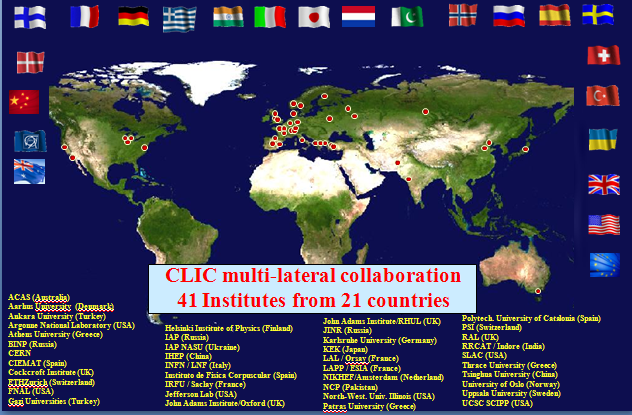 CLIC multi-lateral collaboration
41 Institutes from 21 countries
ACAS (Australia)
Aarhus University (Denmark)
Ankara University (Turkey)
Argonne National Laboratory (USA)
Athens University (Greece)
BINP (Russia)
CERN
CIEMAT (Spain)
Cockcroft Institute (UK)
ETHZurich (Switzerland)
FNAL (USA)
Gazi Universities (Turkey)
Helsinki Institute of Physics (Finland)
IAP (Russia)
IAP NASU (Ukraine)
IHEP (China)
INFN / LNF (Italy)
Instituto de Fisica Corpuscular (Spain)
IRFU / Saclay (France)
Jefferson Lab (USA)
John Adams Institute/Oxford (UK)
John Adams Institute/RHUL (UK)
JINR (Russia)
Karlsruhe University (Germany)
KEK (Japan)
LAL / Orsay (France)
LAPP / ESIA (France)
NIKHEF/Amsterdam (Netherland)
NCP (Pakistan)
North-West. Univ. Illinois (USA)
Patras University (Greece)
Polytech. University of Catalonia (Spain)
PSI (Switzerland)
RAL (UK)
RRCAT / Indore (India)
SLAC (USA)
Thrace University (Greece)
Tsinghua University (China)
University of Oslo (Norway)
Uppsala University (Sweden)
UCSC SCIPP (USA)